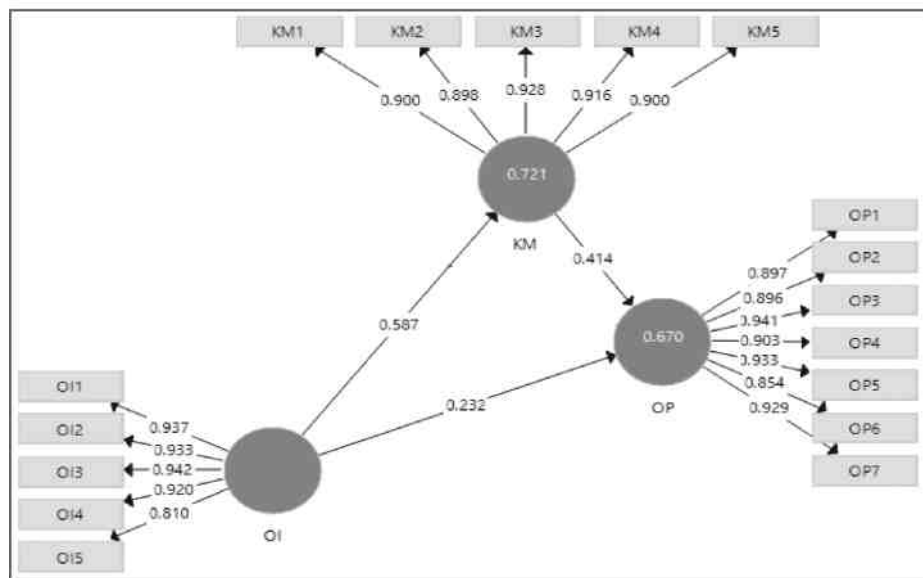 KM1 KM2 KM3 KM4 KM5
0.900 0.898 0.928 0.916 0.900
0.721
KM
0.414
0.587
0.232
OP1
OP2
OP3
OP4
OP5
OP6
OP7
0.897
0.896
0.941
0.903
0.933
0.854
0.929
0.670
OP
OI1
OI2
OI3
OI4
OI5
0.937
0.933
0.942
0.920
0.810
OI